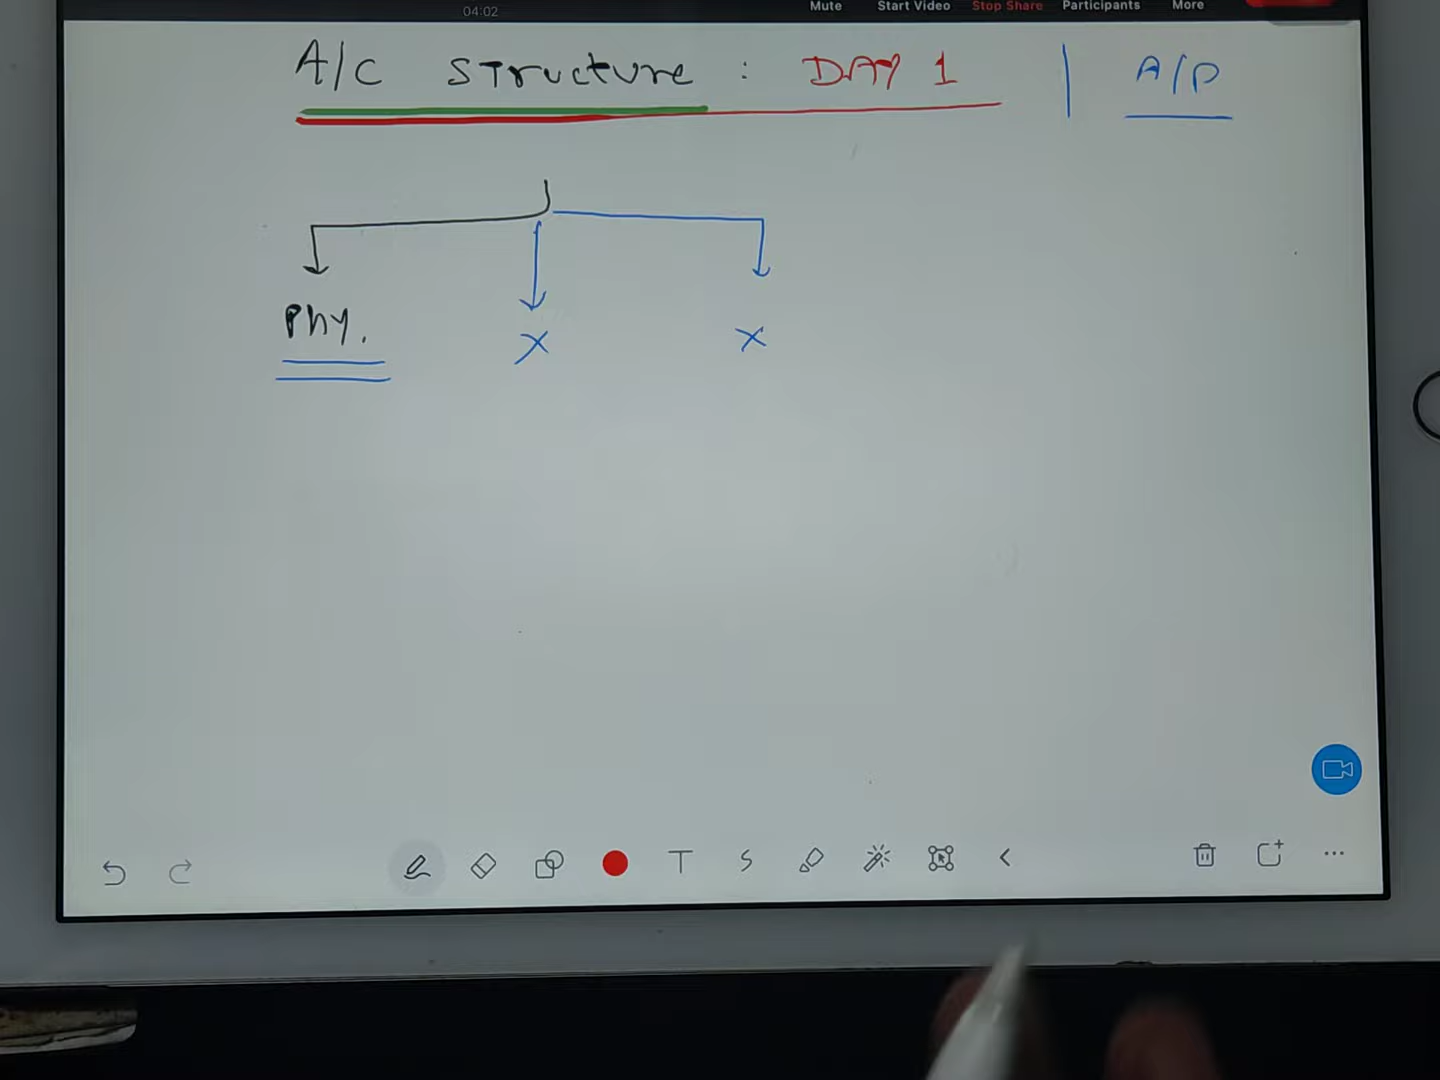 04:02 Mute Start Video Stop Share Participants More
A/C Structure : DAY 1 | A/P
Phy. X X
T